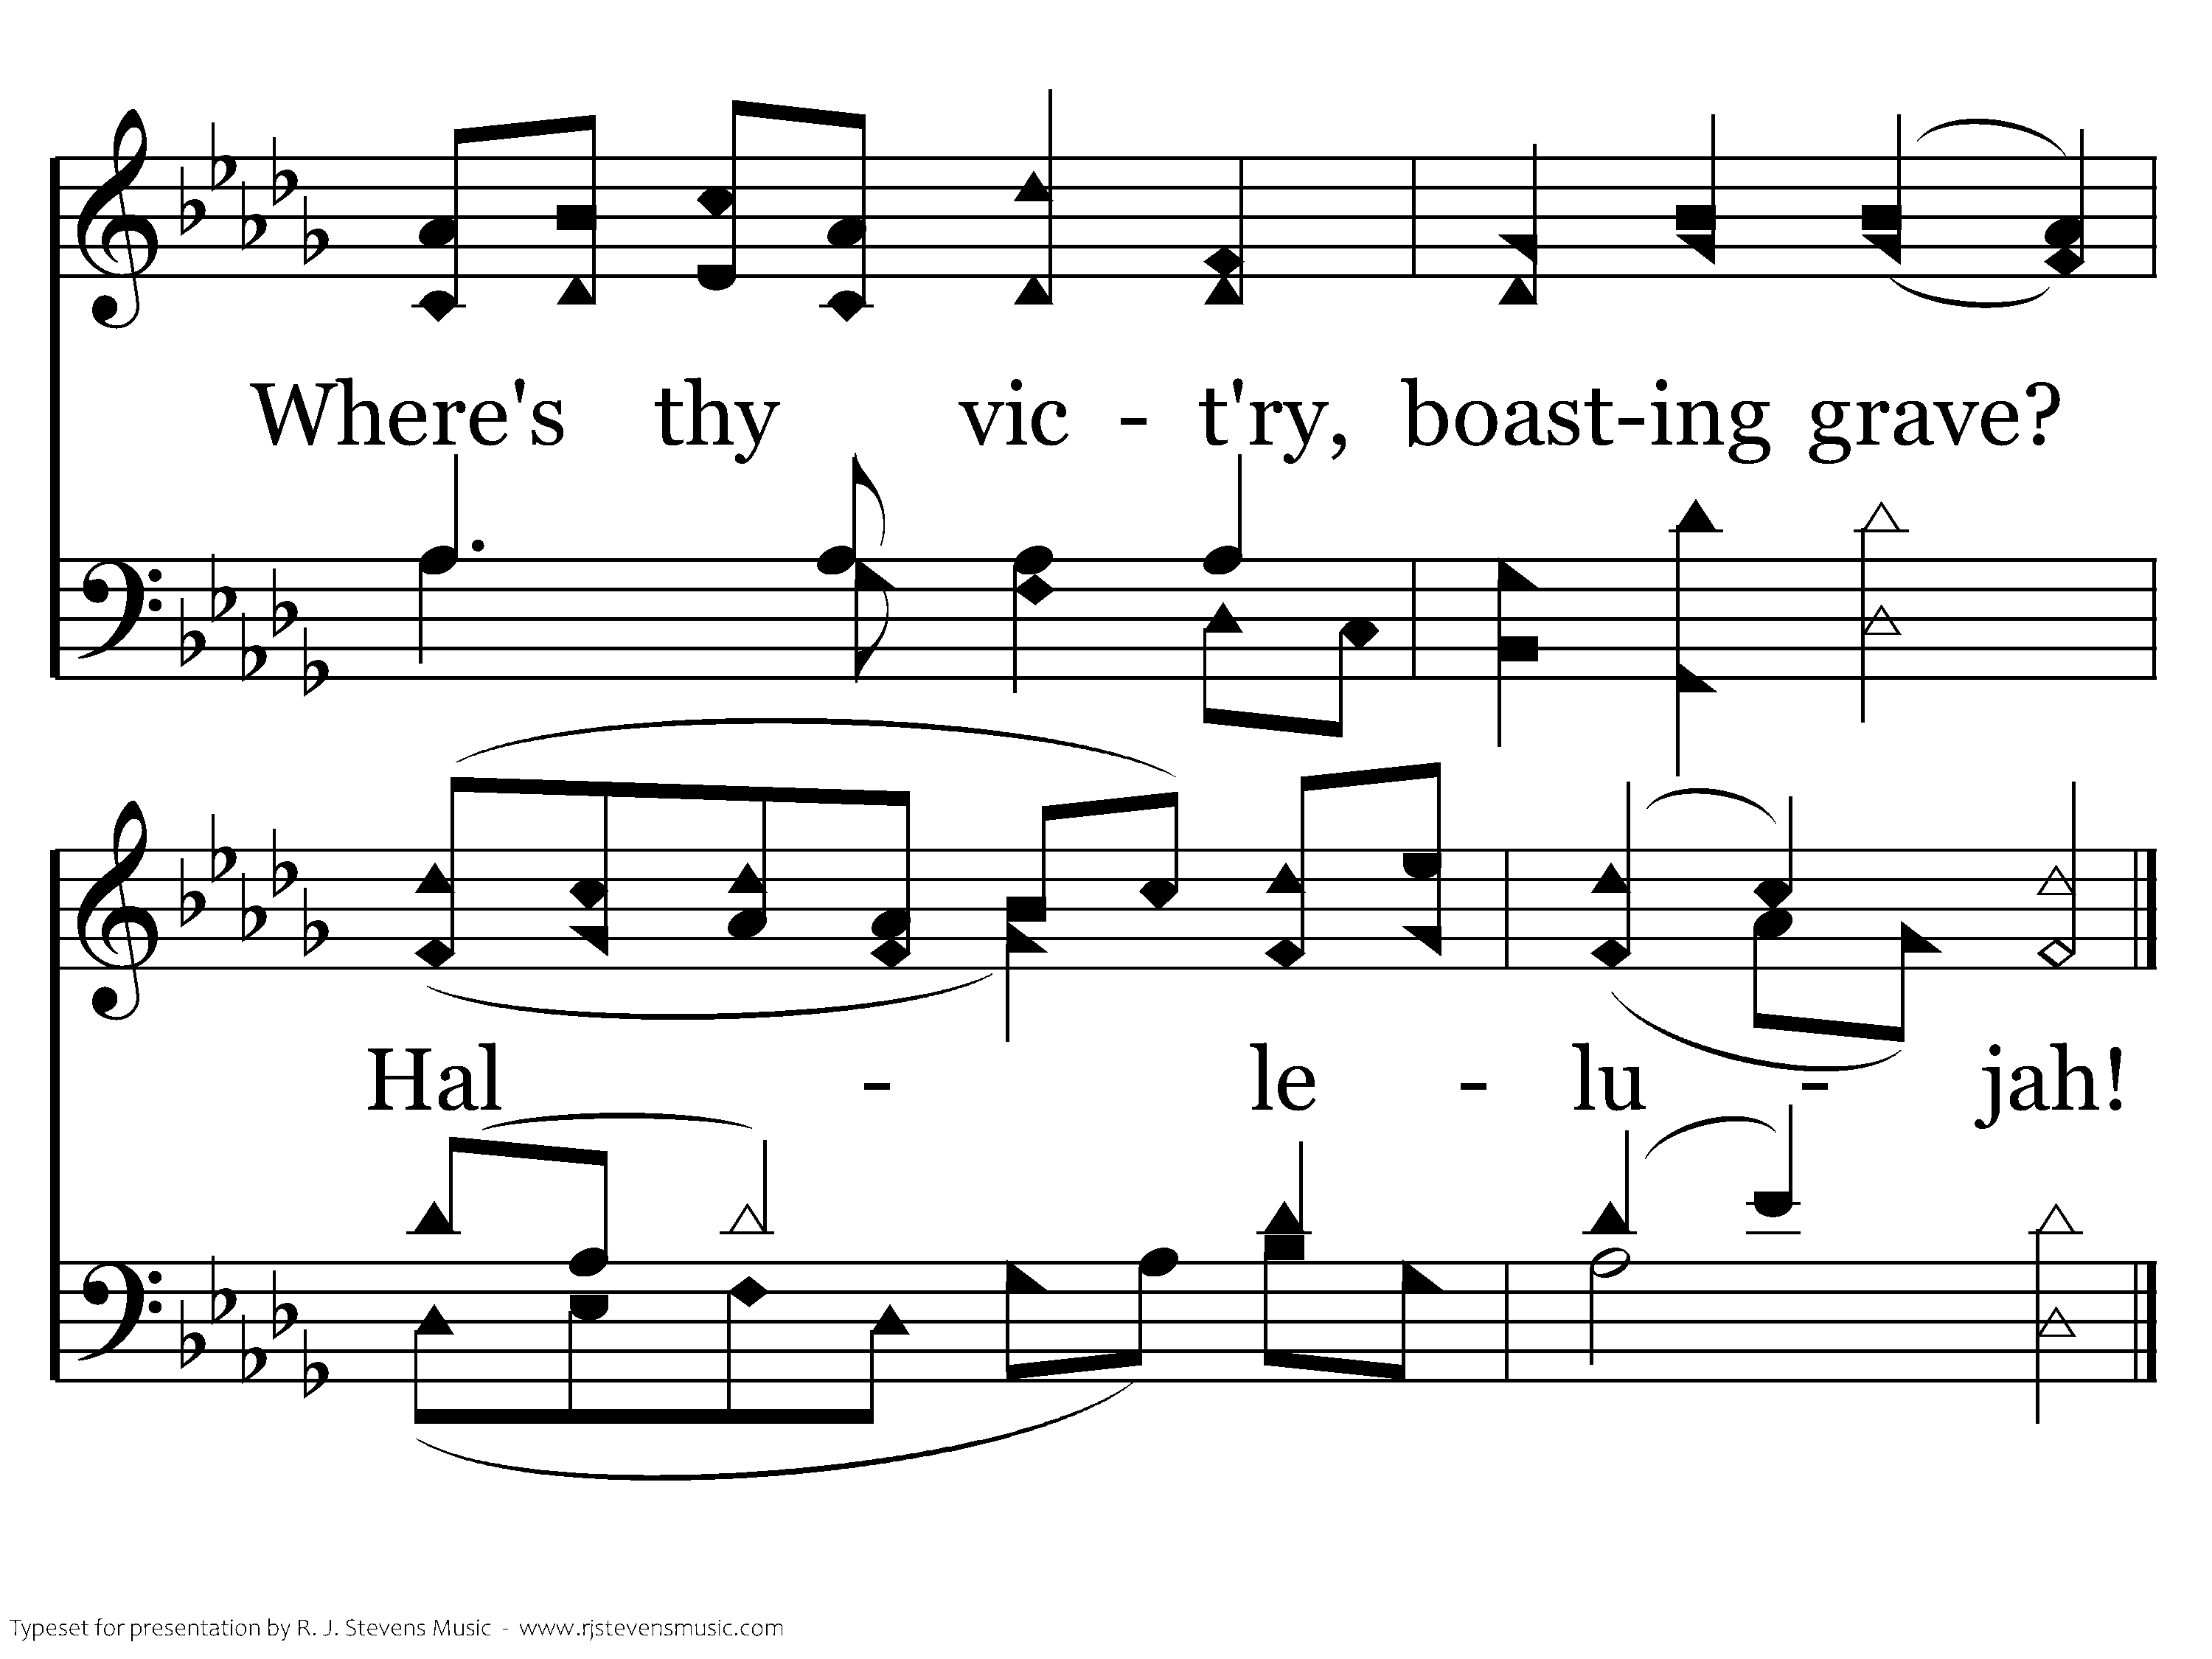 Where's thy vic - t'ry, boast-ing grave?
Hal - le - lu - jah!
Typeset for presentation by R. J. Stevens Music - www.rjstevensmusic.com